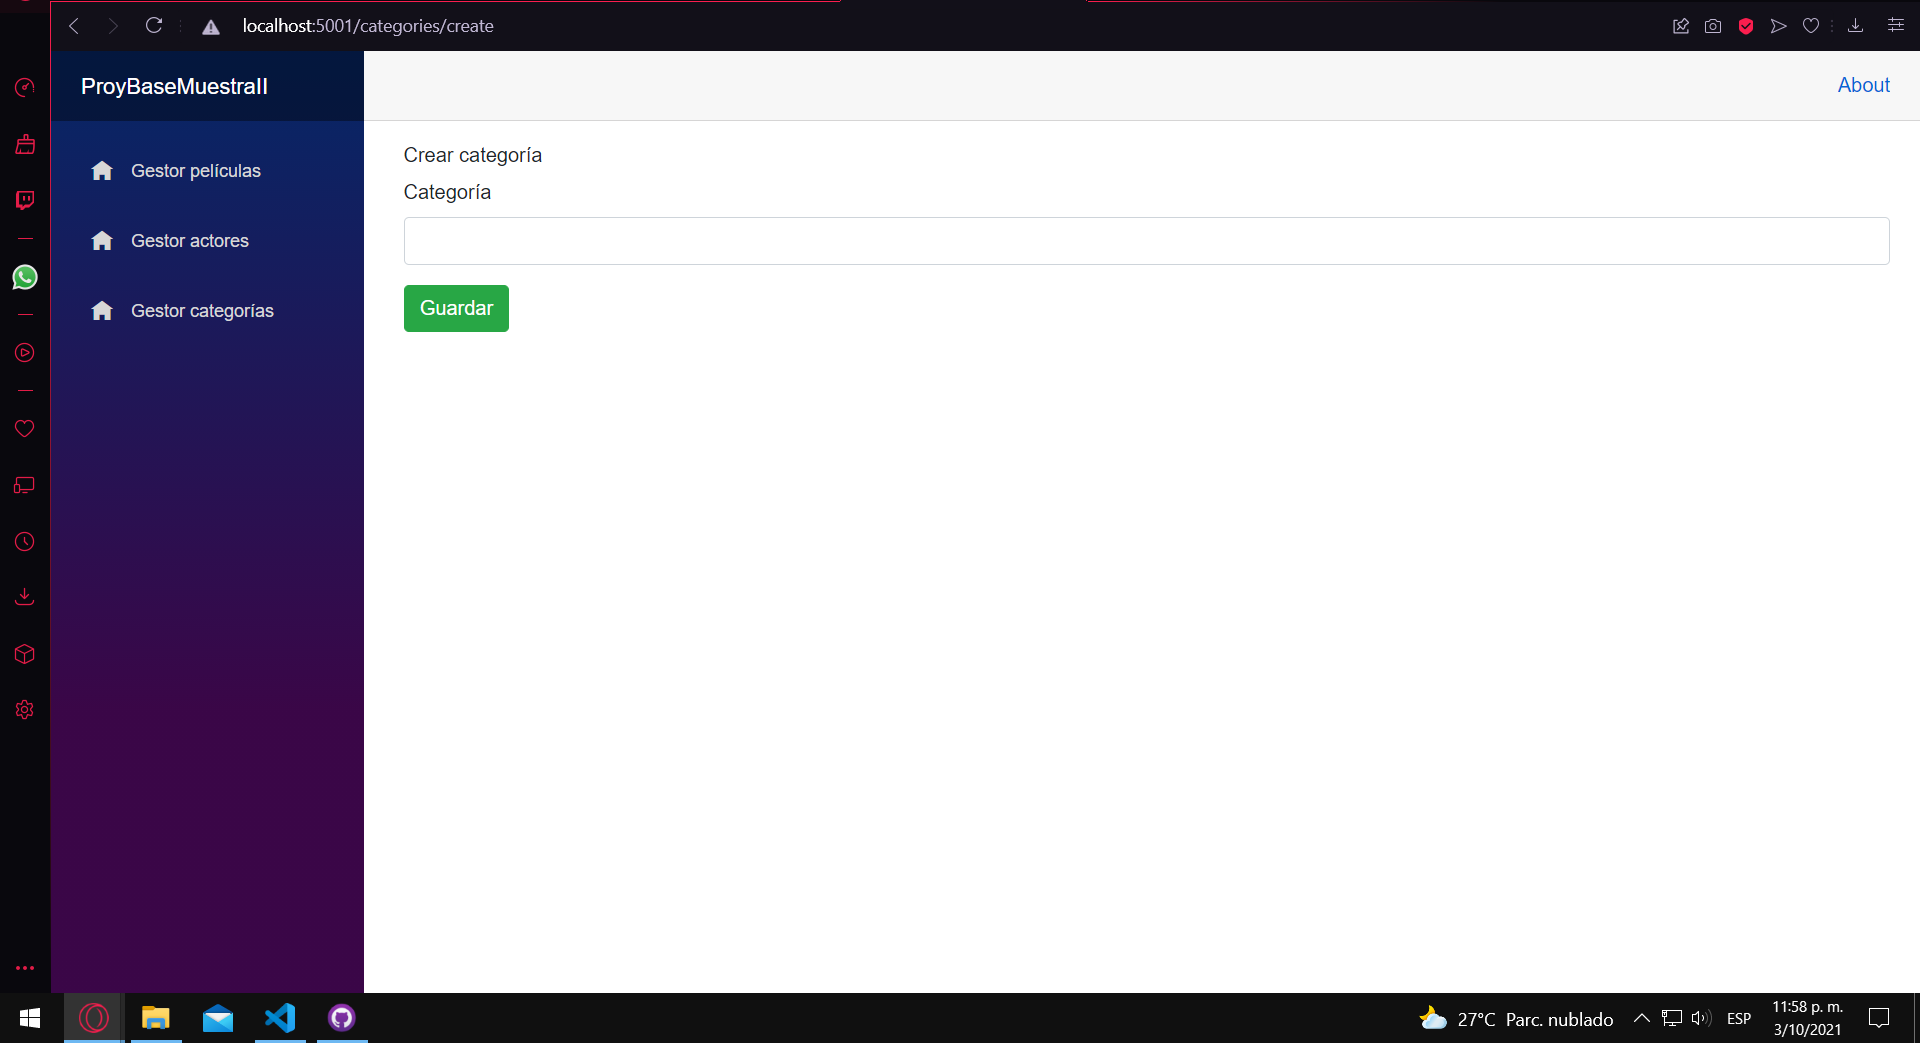 localhost:5001/categories/create
ProyBaseMuestraII
About
Gestor películas
Gestor actores
Gestor categorías
Crear categoría
Categoría
Guardar
27°C Parc. nublado
ESP
11:58 p. m.
3/10/2021